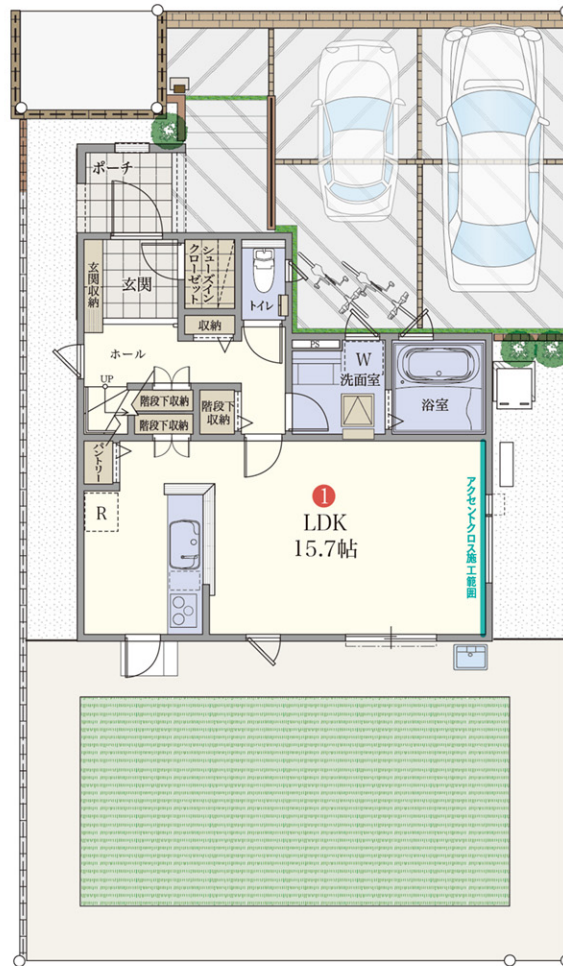 ポーチ
玄関収納
玄関
シューズイン
クローゼット
トイレ
収納
ホール
PS
W
洗面室
浴室
UP
階段下収納
階段下収納
階段下
収納
パントリー
R
1
LDK
15.7帖
アクセントクロス施工範囲